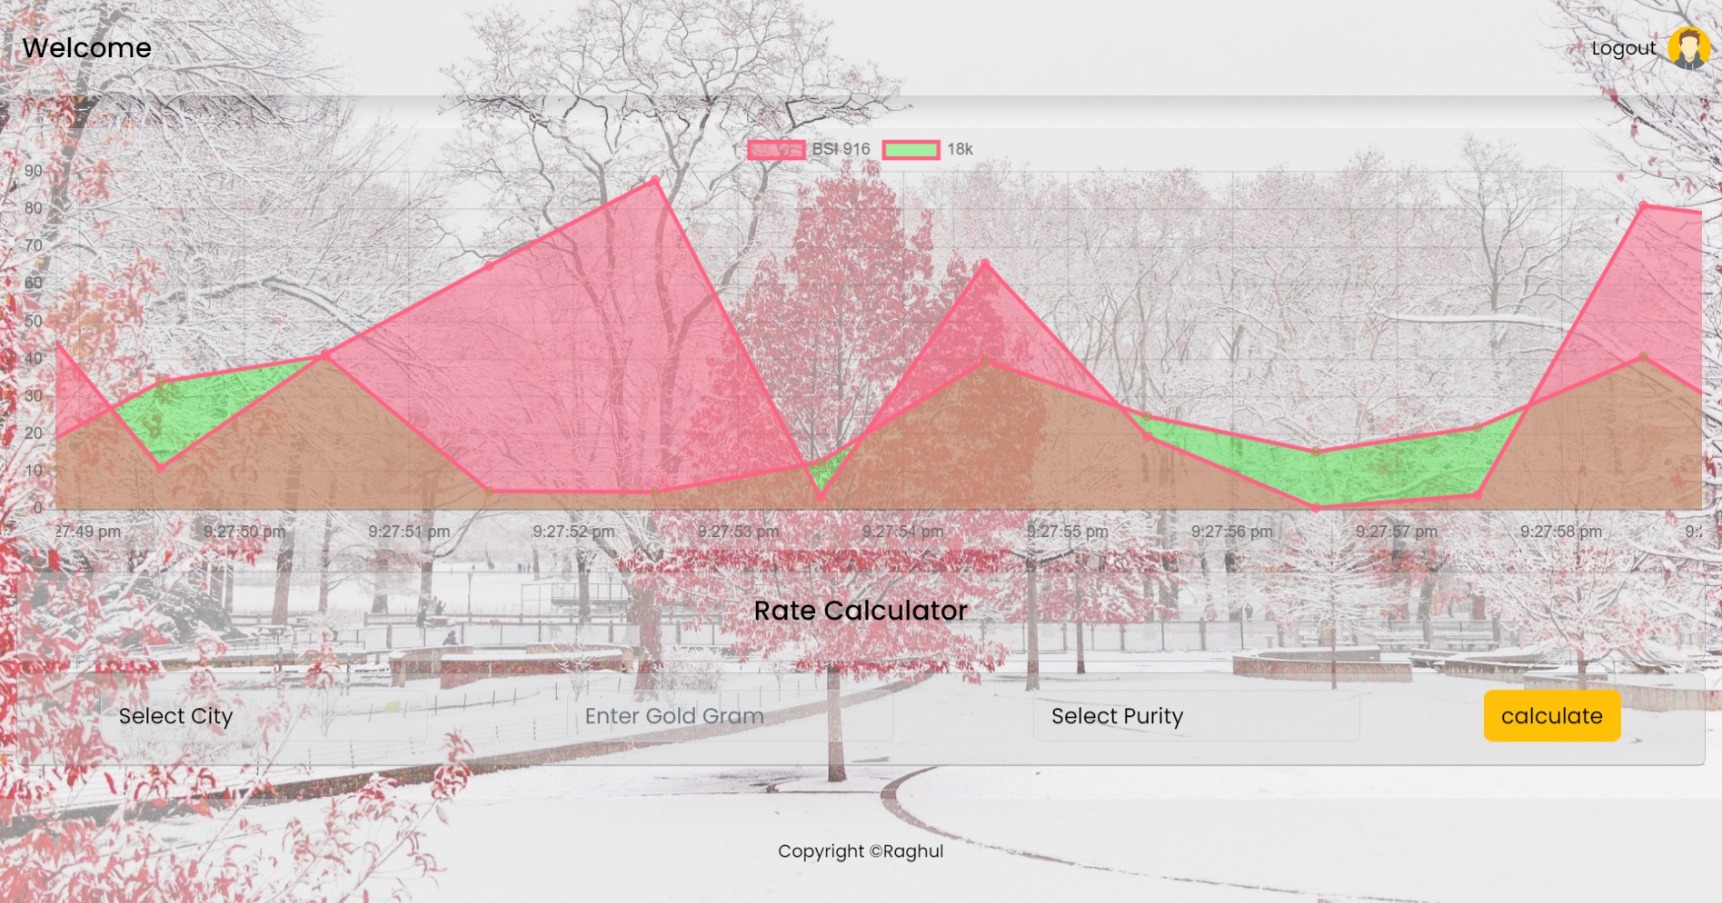 Welcome
Logout
BSI 916 18k
90
80
70
60
50
40
30
20
10
0
27:49 pm 9:27:50 pm 9:27:51 pm 9:27:52 pm 9:27:53 pm 9:27:54 pm 9:27:55 pm 9:27:56 pm 9:27:57 pm 9:27:58 pm
Rate Calculator
Select City Enter Gold Gram Select Purity calculate
Copyright ©Raghul